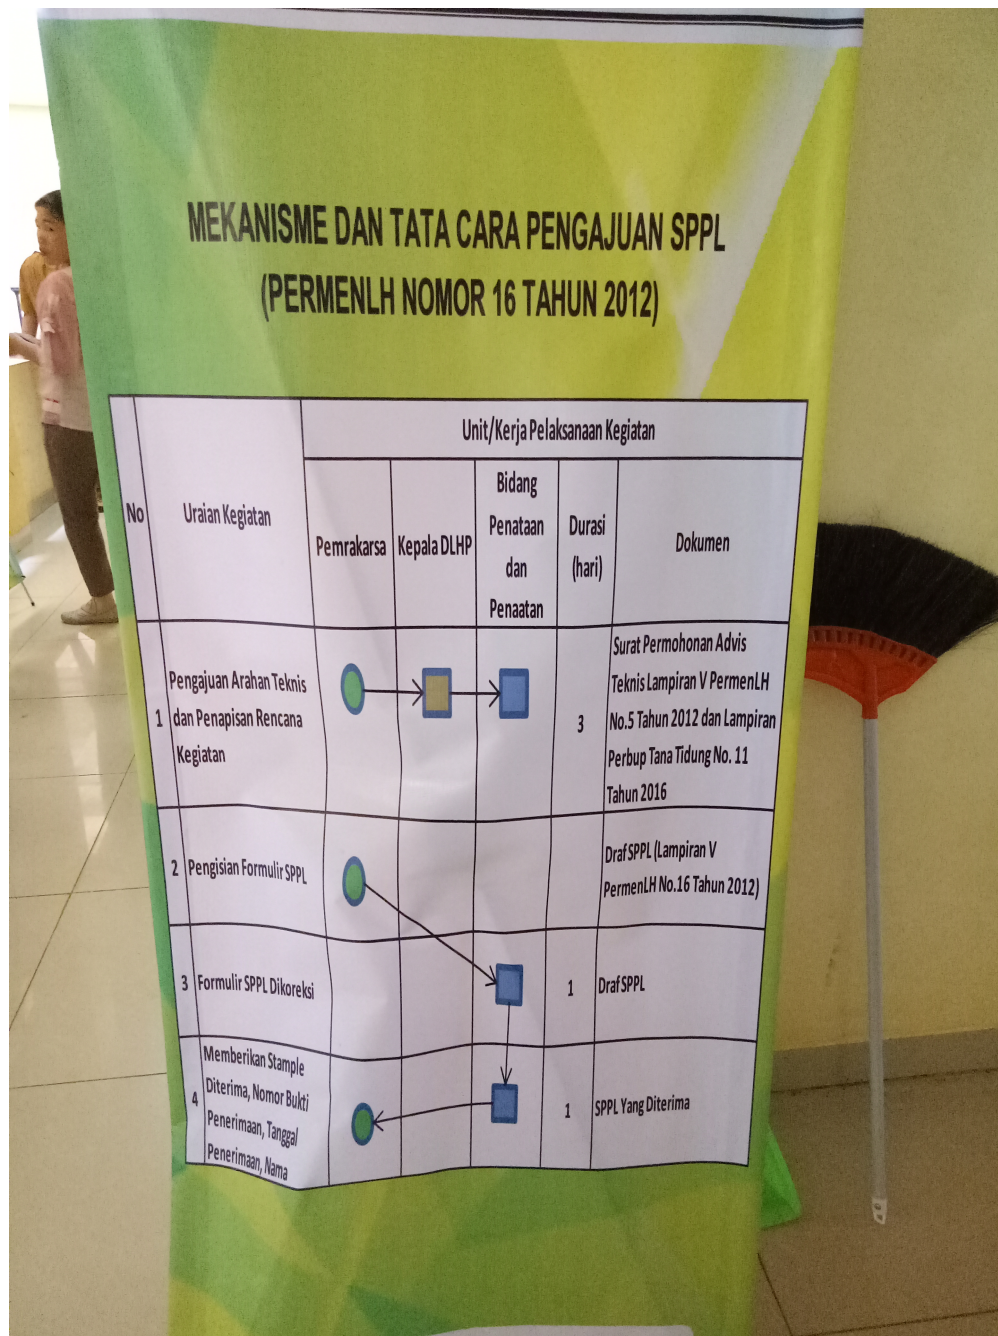 MEKANISME DAN TATA CARA PENGAJUAN SPPL
(PERMENLH NOMOR 16 TAHUN 2012)
No
Uraian Kegiatan
Unit/Kerja Pelaksanaan Kegiatan
Pemrakarsa
Kepala DLHP
Bidang
Penataan
dan
Penaatan
Durasi
(hari)
Dokumen
1
Pengajuan Arahan Teknis
dan Penapisan Rencana
Kegiatan
3
Surat Permohonan Advis
Teknis Lampiran V PermenLH
No.5 Tahun 2012 dan Lampiran
Perbup Tana Tidung No. 11
Tahun 2016
2
Pengisian Formulir SPPL
Draf SPPL (Lampiran V
PermenLH No.16 Tahun 2012)
3
Formulir SPPL Dikoreksi
1
Draf SPPL
4
Memberikan Stample
Diterima, Nomor Bukti
Penerimaan, Tanggal
Penerimaan, Nama
1
SPPL Yang Diterima